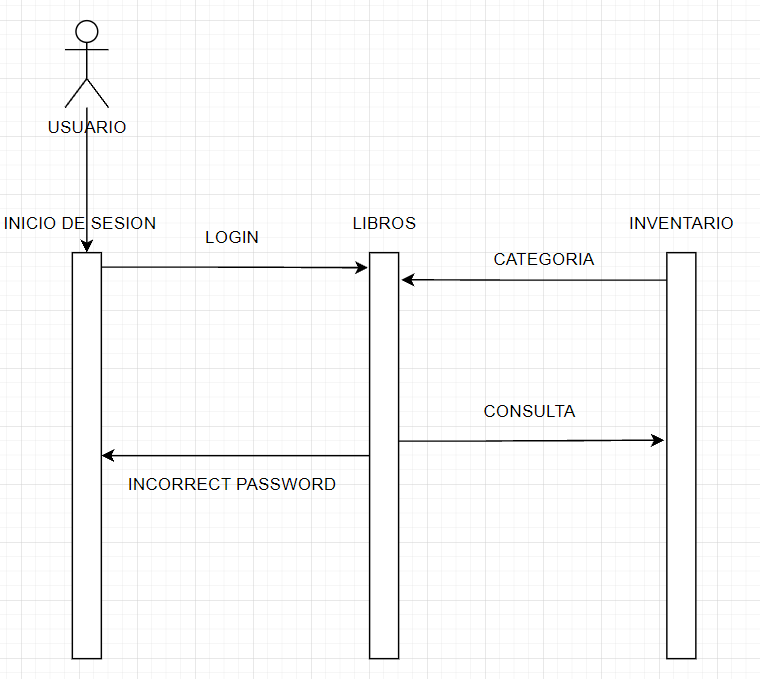 USUARIO
INICIO DE SESION
LIBROS
INVENTARIO
LOGIN
CATEGORIA
CONSULTA
INCORRECT PASSWORD